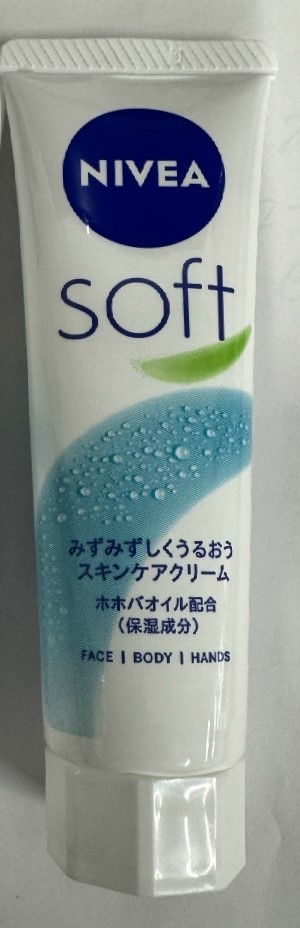 NIVEA
soft
みずみずしくうるおう
スキンケアクリーム
ホホバオイル配合
(保湿成分)
FACE | BODY | HANDS